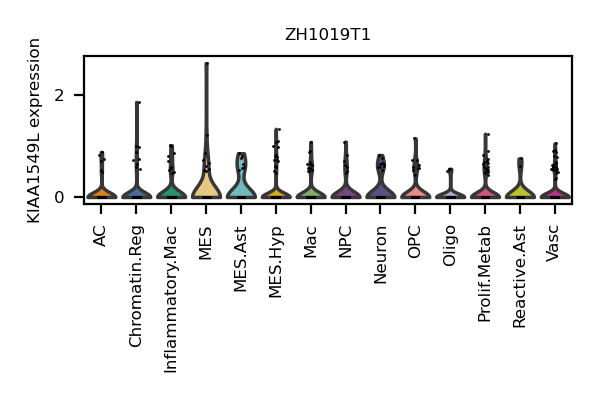 ZH1019T1
KIAA1549L expression
2
0
AC
Chromatin.Reg
Inflammatory.Mac
MES
MES.Ast
MES.Hyp
Mac
NPC
Neuron
OPC
Oligo
Prolif.Metab
Reactive.Ast
Vasc